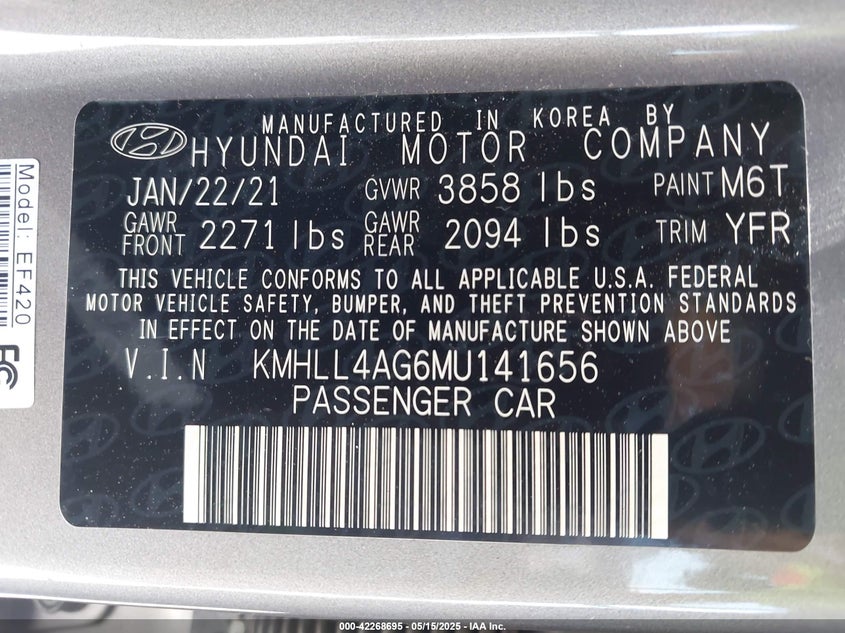 MANUFACTURED IN KOREA BY
HYUNDAI MOTOR COMPANY
JAN/22/21 GVWR 3858 lbs PAINT M6T
GAWR FRONT 2271 lbs GAWR REAR 2094 lbs TRIM YFR
THIS VEHICLE CONFORMS TO ALL APPLICABLE U.S.A. FEDERAL
MOTOR VEHICLE SAFETY, BUMPER, AND THEFT PREVENTION STANDARDS
IN EFFECT ON THE DATE OF MANUFACTURE SHOWN ABOVE
V.I.N KMHLL4AG6MU141656
PASSENGER CAR
Model: EF420
FC
000-42268695 - 05/15/2025 - IAA Inc.